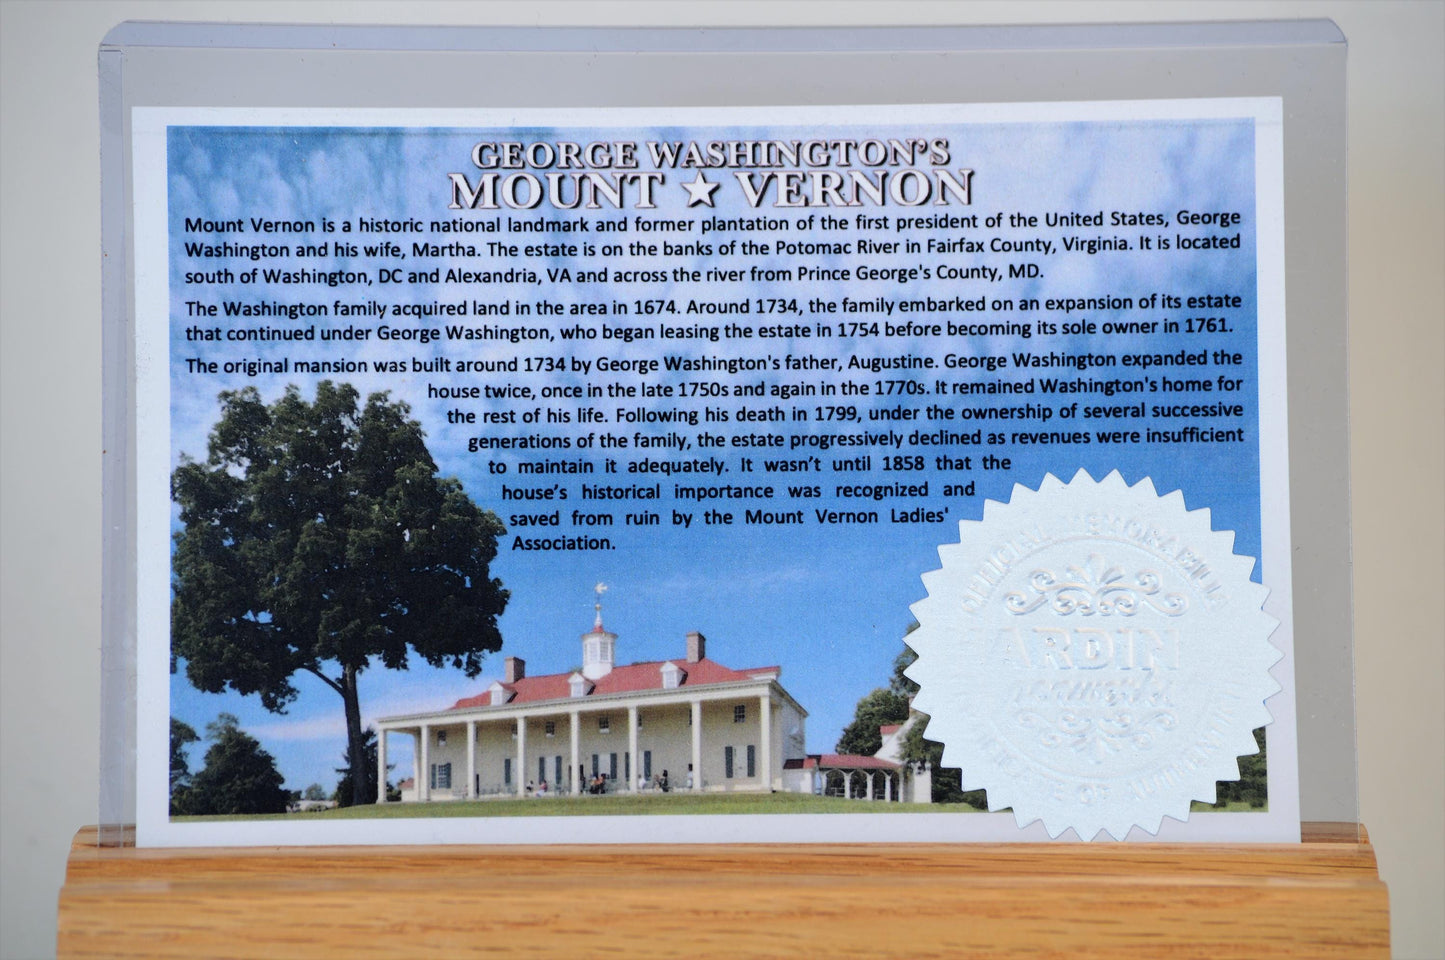 GEORGE WASHINGTON'S
MOUNT ★ VERNON
Mount Vernon is a historic national landmark and former plantation of the first president of the United States, George
Washington and his wife, Martha. The estate is on the banks of the Potomac River in Fairfax County, Virginia. It is located
south of Washington, DC and Alexandria, VA and across the river from Prince George's County, MD.
The Washington family acquired land in the area in 1674. Around 1734, the family embarked on an expansion of its estate
that continued under George Washington, who began leasing the estate in 1754 before becoming its sole owner in 1761.
The original mansion was built around 1734 by George Washington's father, Augustine. George Washington expanded the
house twice, once in the late 1750s and again in the 1770s. It remained Washington's home for
the rest of his life. Following his death in 1799, under the ownership of several successive
generations of the family, the estate progressively declined as revenues were insufficient
to maintain it adequately. It wasn't until 1858 that the
house's historical importance was recognized and
saved from ruin by the Mount Vernon Ladies'
Association.
OFFICIAL MEMORABILIA